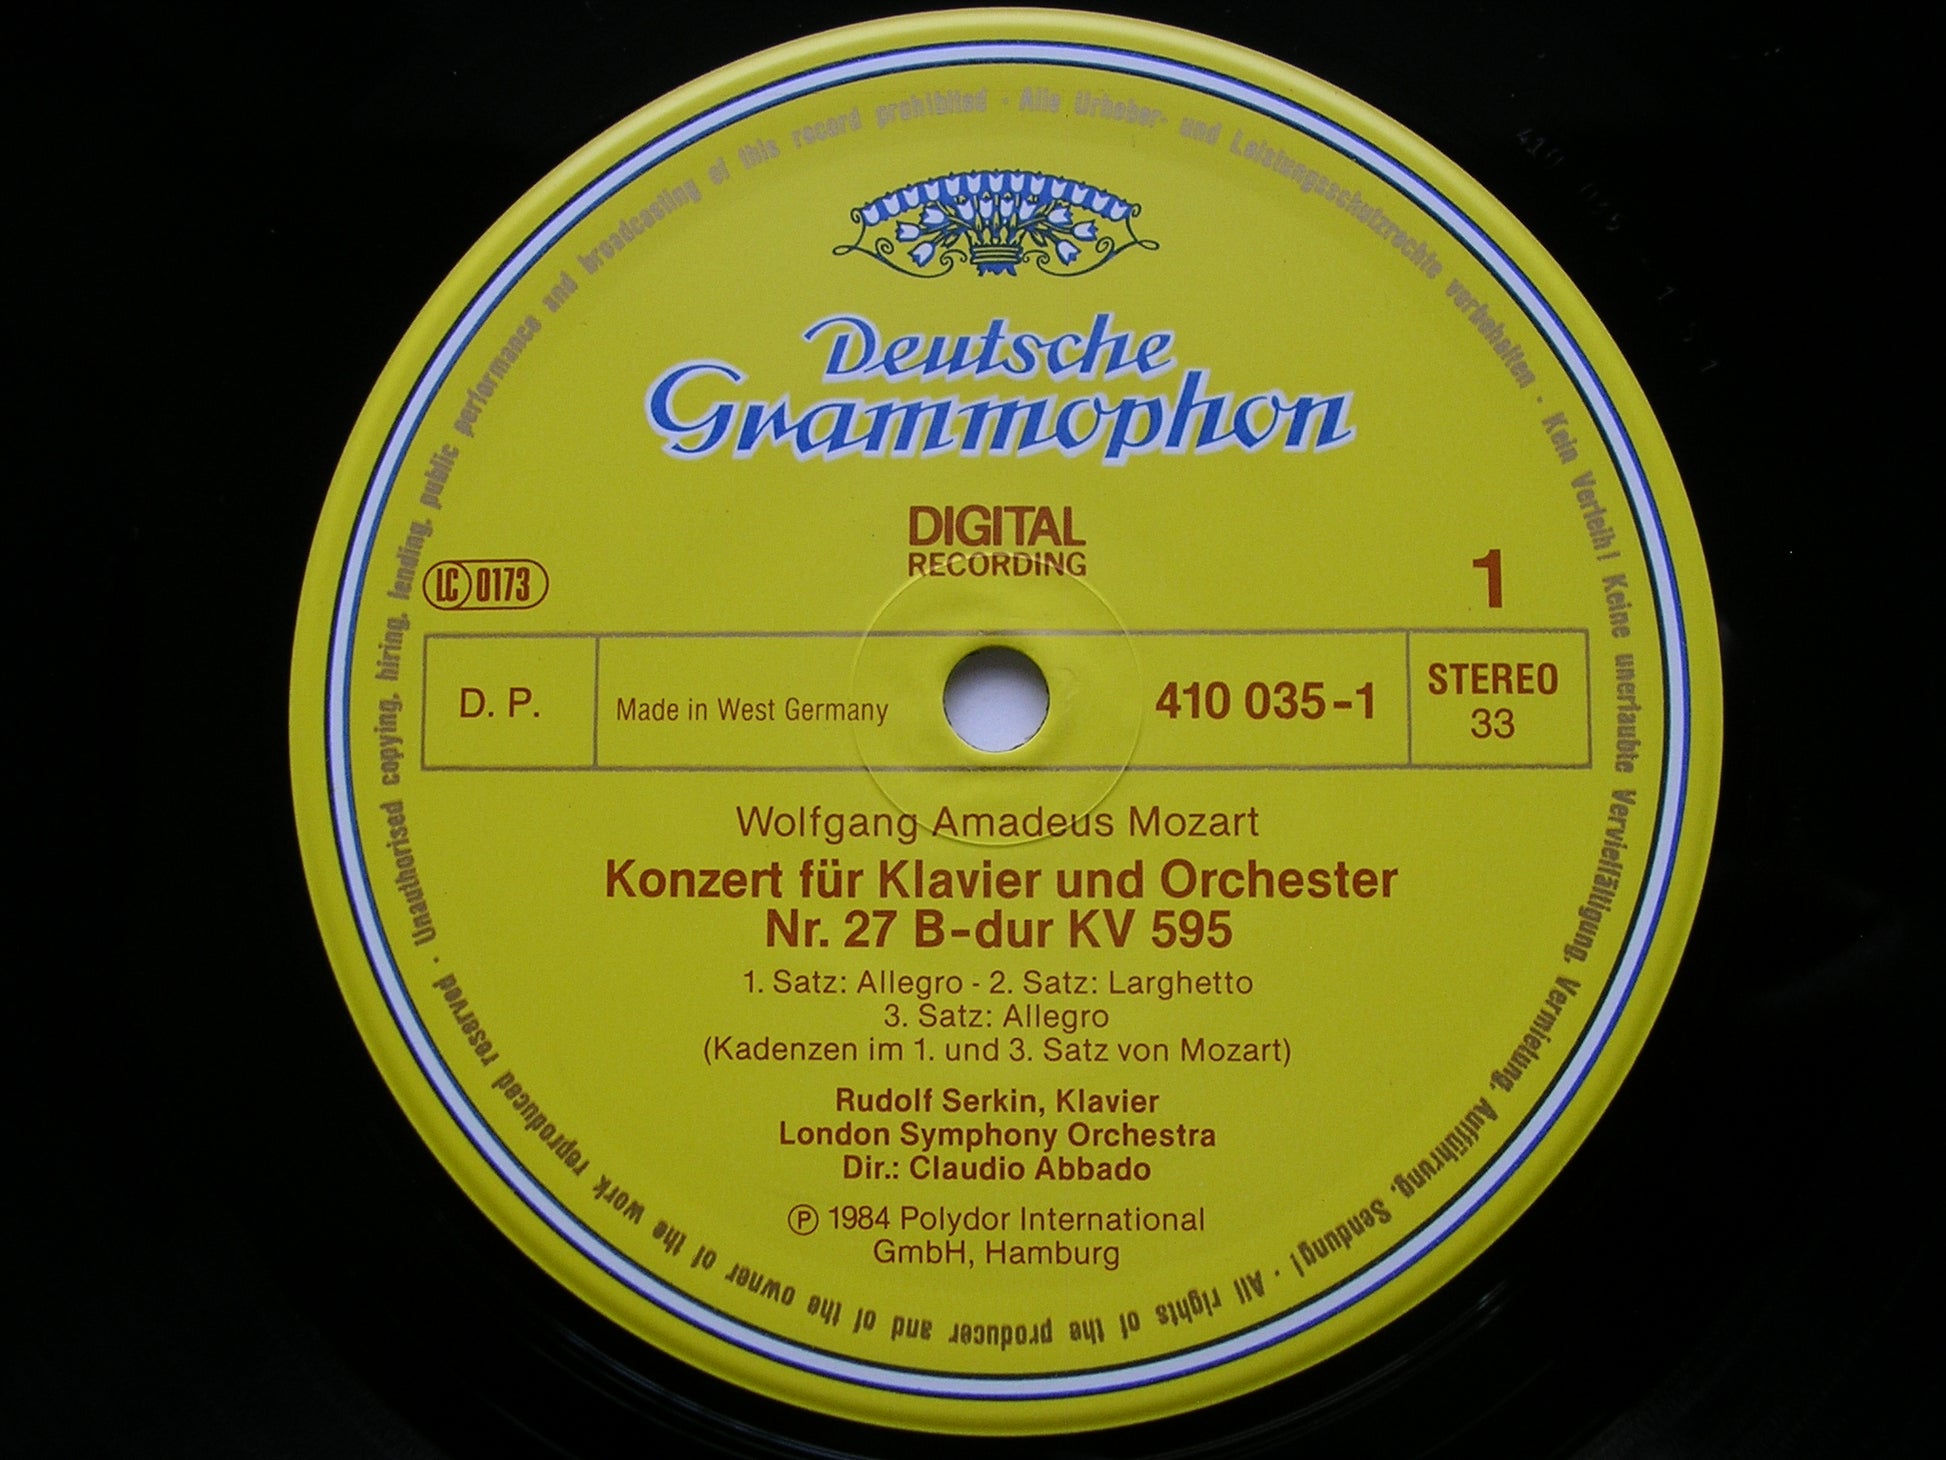 Alle Urheber- und Leistungsschutzrechte vorbehalten · Kein Verleih! Keine unerlaubte Vervielfältigung, Vermietung, Aufführung, Sendung! · All rights of the producer and of the owner of the work reproduced reserved · Unauthorised copying, hiring, lending, public performance and broadcasting of this record prohibited ·
Deutsche
Grammophon
DIGITAL
RECORDING
LC 0173
1
D. P.
Made in West Germany
410 035-1
STEREO
33
Wolfgang Amadeus Mozart
Konzert für Klavier und Orchester
Nr. 27 B-dur KV 595
1. Satz: Allegro - 2. Satz: Larghetto
3. Satz: Allegro
(Kadenzen im 1. und 3. Satz von Mozart)
Rudolf Serkin, Klavier
London Symphony Orchestra
Dir.: Claudio Abbado
Ⓟ 1984 Polydor International
GmbH, Hamburg